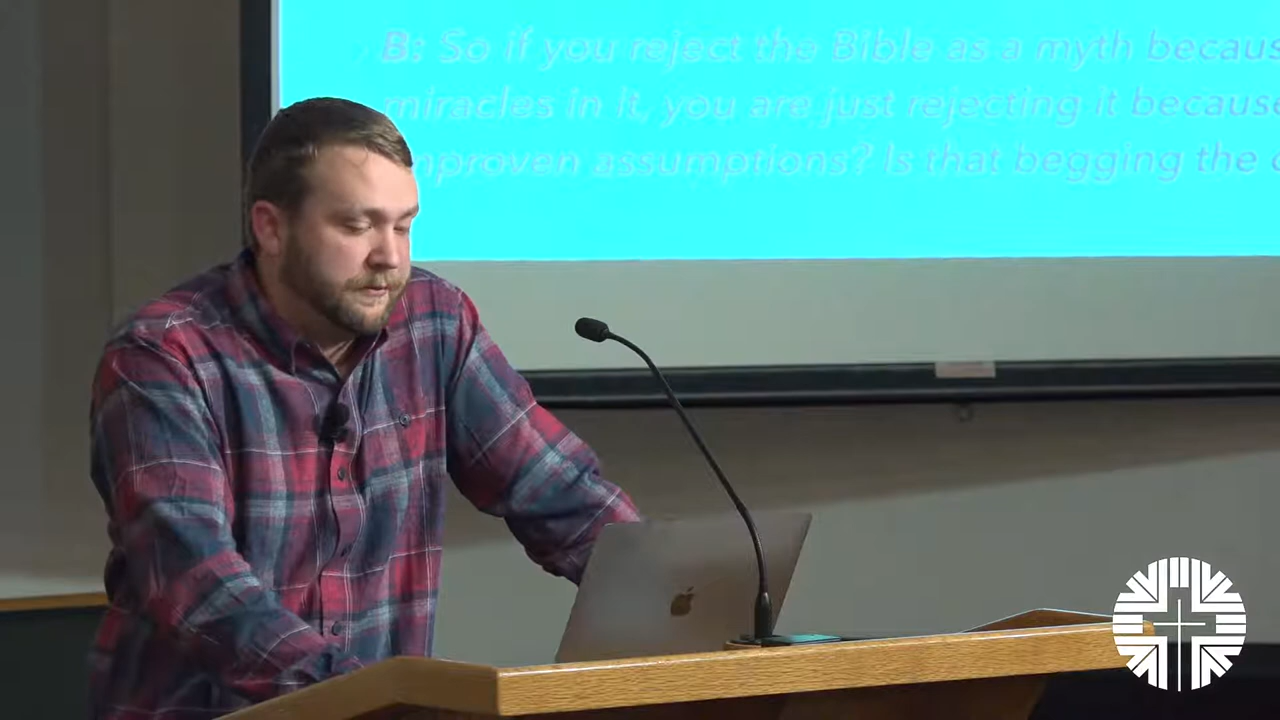 B: So if you reject the Bible as a myth becaus
miracles in it, you are just rejecting it because
nproven assumptions? Is that begging the